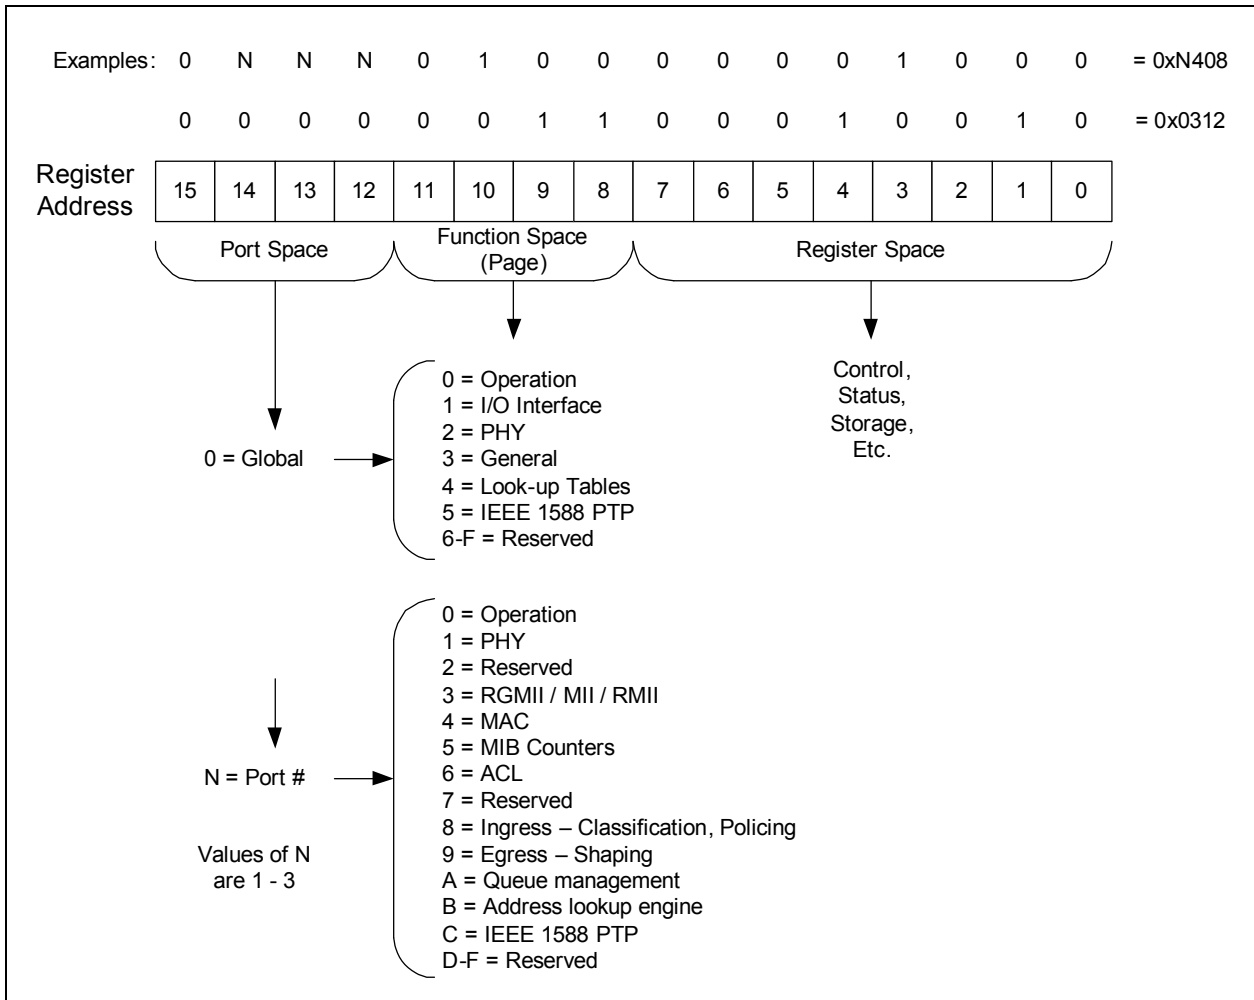 Examples: 0 N N N 0 1 0 0 0 0 0 0 1 0 0 0 = 0xN408
0 0 0 0 0 0 1 1 0 0 0 1 0 0 1 0 = 0x0312
Register
Address
15 14 13 12 11 10 9 8 7 6 5 4 3 2 1 0
Port Space
Function Space
(Page)
Register Space
0 = Global
0 = Operation
1 = I/O Interface
2 = PHY
3 = General
4 = Look-up Tables
5 = IEEE 1588 PTP
6-F = Reserved
Control,
Status,
Storage,
Etc.
N = Port #
Values of N
are 1 - 3
0 = Operation
1 = PHY
2 = Reserved
3 = RGMII / MII / RMII
4 = MAC
5 = MIB Counters
6 = ACL
7 = Reserved
8 = Ingress – Classification, Policing
9 = Egress – Shaping
A = Queue management
B = Address lookup engine
C = IEEE 1588 PTP
D-F = Reserved